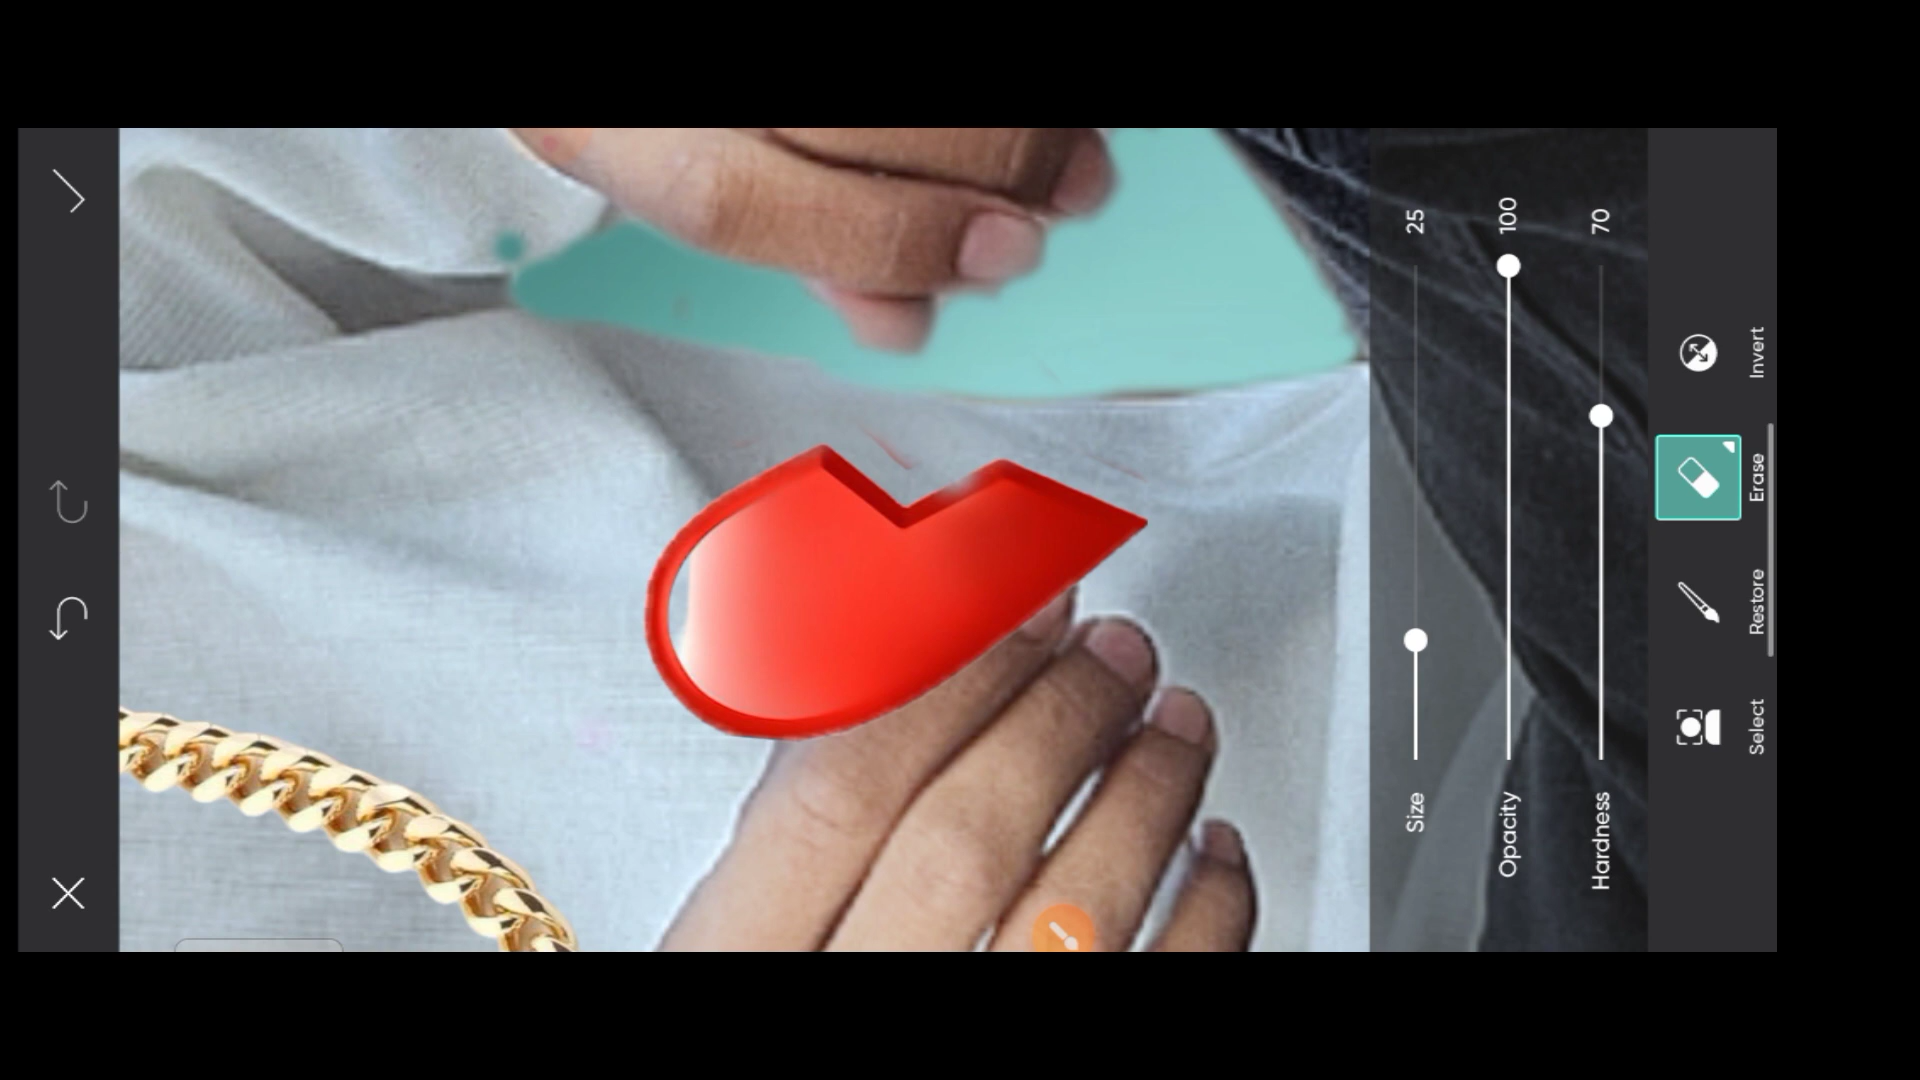 Size 25
Opacity 100
Hardness 70
Select
Restore
Erase
Invert